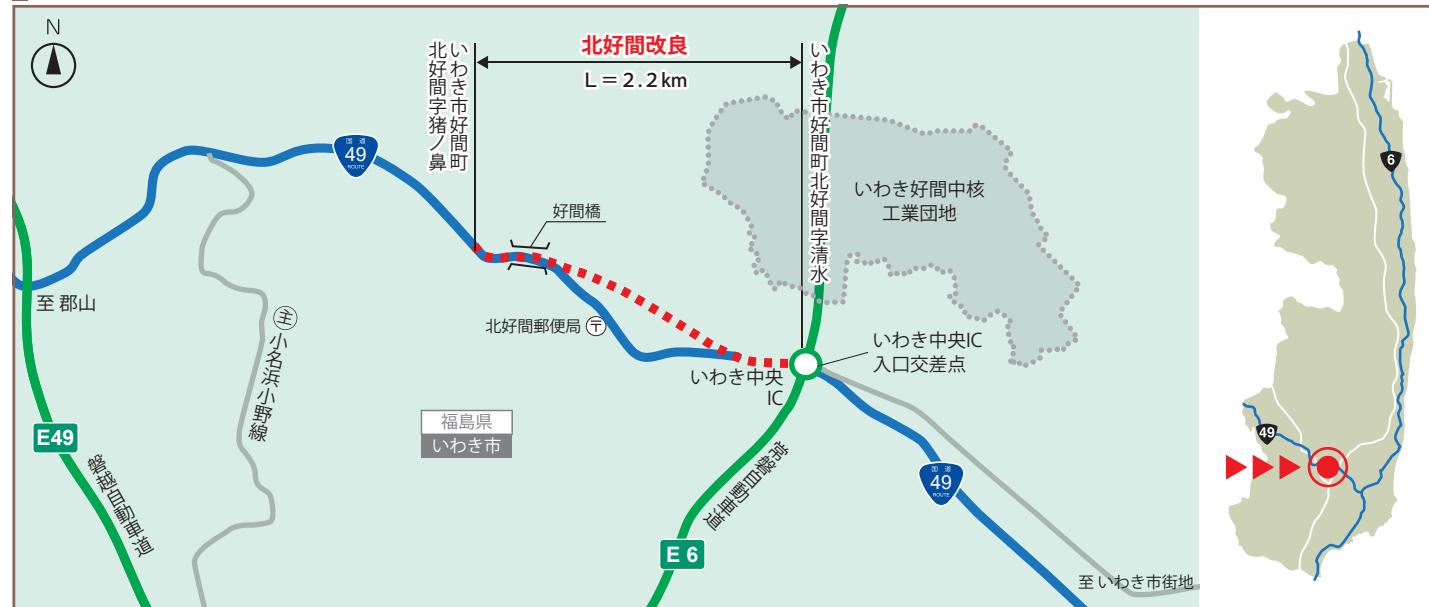 N
北好間改良
L＝2.2km
いわき市好間町
北好間字猪ノ鼻
いわき市好間町北好間字清水
国道
49
ROUTE
好間橋
いわき好間中核
工業団地
至 郡山
北好間郵便局
〒
主
小名浜小野線
いわき中央IC
入口交差点
いわき中央
IC
福島県
いわき市
E49
磐越自動車道
常磐自動車道
E 6
国道
49
ROUTE
至 いわき市街地
6
49